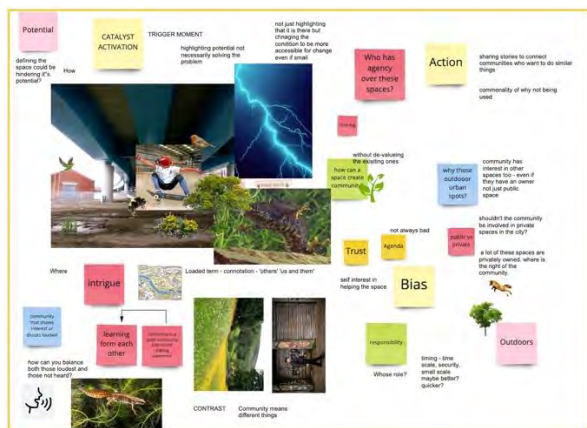 Potential
defining the
space could be
hindering it"s
potential?
How
CATALYST
ACTIVATION
TRIGGER MOMENT
highlighting potential not
necessarily solving the
problem
not just highlighting
that it is there but
chnaging the
condition to be more
accessible for change
even if small
Who has
agency
over these
spaces?
Action
sharing stories to connect
communities who want to do similar
things
commenality of why not being
used
without de-valueing
the existing ones
how can a
space create
community
why those
outdooor
urban
spots?
community has
interest in other
spaces too - even if
they have an owner
not just public
space
public vs
private
shouldn't the community
be involved in private
spaces in the city?
a lot of these spaces are
privately owned. where is
the right of the
community.
not always bad
Trust
Agenda
self interest in
helping the space
Bias
Where
intrigue
Loaded term - connotation - 'others' 'us and them'
community
that shows
interest or
shouts loudest
learning
form each
other
how can you balance
both those loudest and
those not heard?
CONTRAST
Community means
different things
responsibility
Whose role?
timing - time
scale, security,
small scale
maybe better?
quicker?
Outdoors